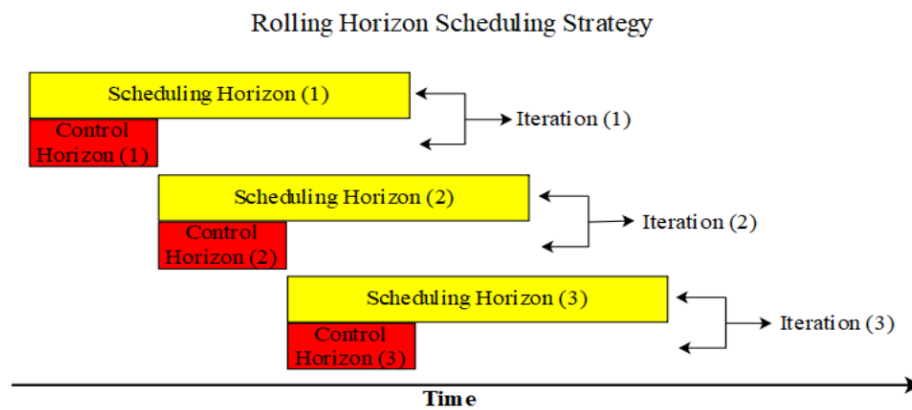 Rolling Horizon Scheduling Strategy
Scheduling Horizon (1)
Control
Horizon (1)
Iteration (1)
Scheduling Horizon (2)
Control
Horizon (2)
Iteration (2)
Scheduling Horizon (3)
Control
Horizon (3)
Iteration (3)
Time